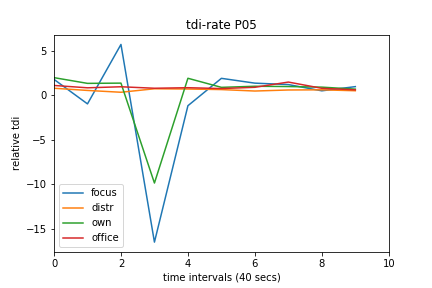 tdi-rate P05
relative tdi
5
0
−5
−10
−15
focus
distr
own
office
0 2 4 6 8 10
time intervals (40 secs)